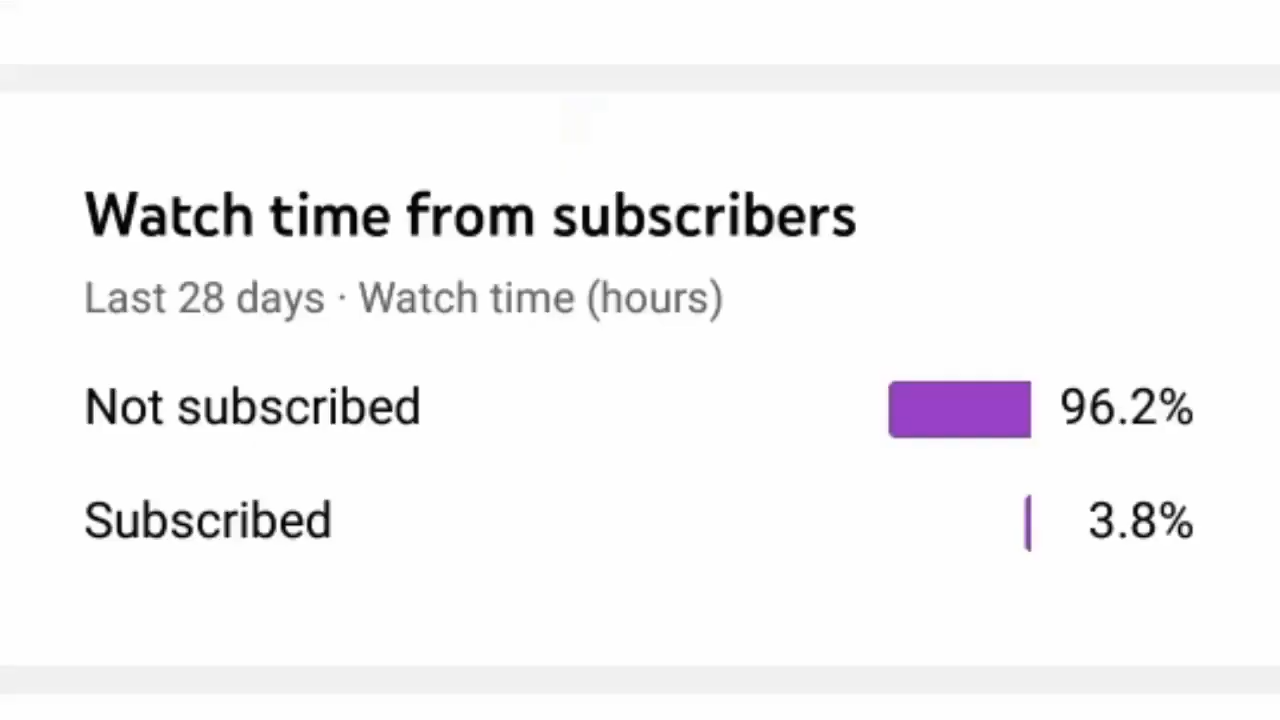 Watch time from subscribers
Last 28 days · Watch time (hours)
Not subscribed 96.2%
Subscribed 3.8%